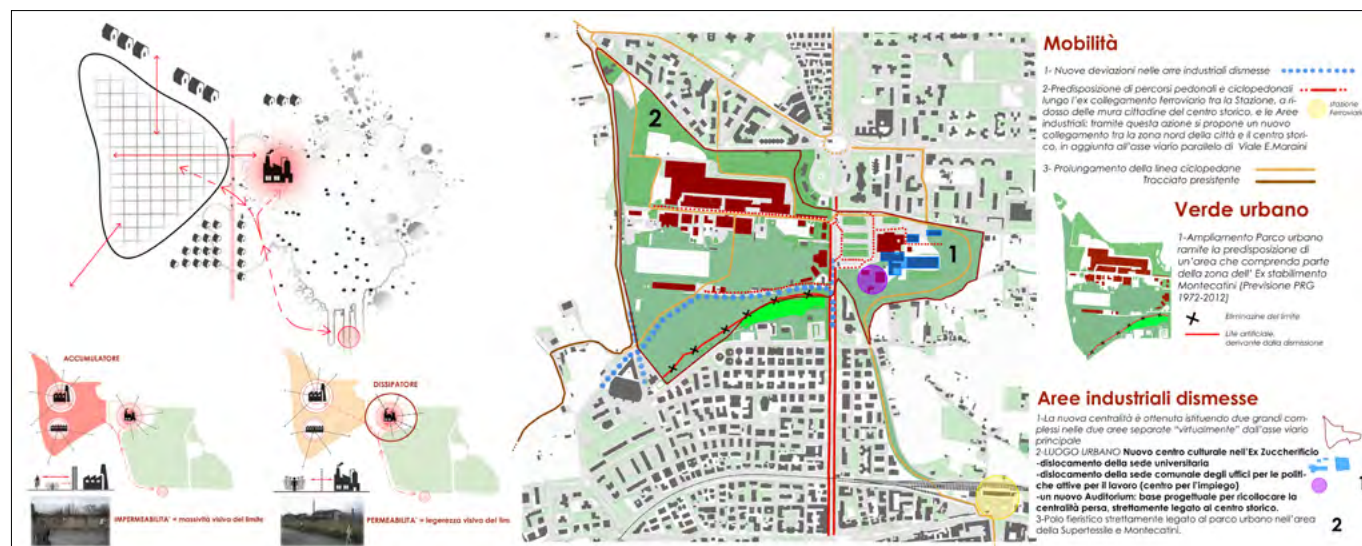 ACCUMULATORE
IMPERMEABILITA' = massività visiva del limite
DISSIPATORE
PERMEABILITA' = legerezza visiva del limi
2
1
Mobilità
1- Nuove deviazioni nelle arre industriali dismesse
2-Predisposizione di percorsi pedonali e ciclopedonali
lungo l'ex collegamento ferroviario tra la Stazione, a ri-
dosso delle mura cittadine del centro storico, e le Aree
industriali: tramite questa azione si propone un nuovo
collegamento tra la zona nord della città e il centro stori-
co, in aggiunta all'asse viario parallelo di Viale E.Maraini
stazione
Ferroviaria
3- Prolungamento della linea ciclopedane
Tracciato presistente
Verde urbano
1-Ampliamento Parco urbano
ramite la predisposizione di
un'area che comprenda parte
della zona dell' Ex stabilimento
Montecatini (Previsione PRG
1972-2012)
Eliminazine del limite
Lite artificiale,
derivante dalla dismissione
Aree industriali dismesse
1-La nuova centralità è ottenuta istituendo due grandi com-
plessi nelle due aree separate "virtualmente" dall'asse viario
principale
2-LUOGO URBANO Nuovo centro culturale nell'Ex Zuccherificio
-dislocamento della sede universitaria
-dislocamento della sede comunale degli uffici per le politi-
che attive per il lavoro (centro per l'impiego)
-un nuovo Auditorium: base progettuale per ricollocare la
centralità persa, strettamente legato al centro storico.
3-Polo fieristico strettamente legato al parco urbano nell'area
della Supertessile e Montecatini.
1
2